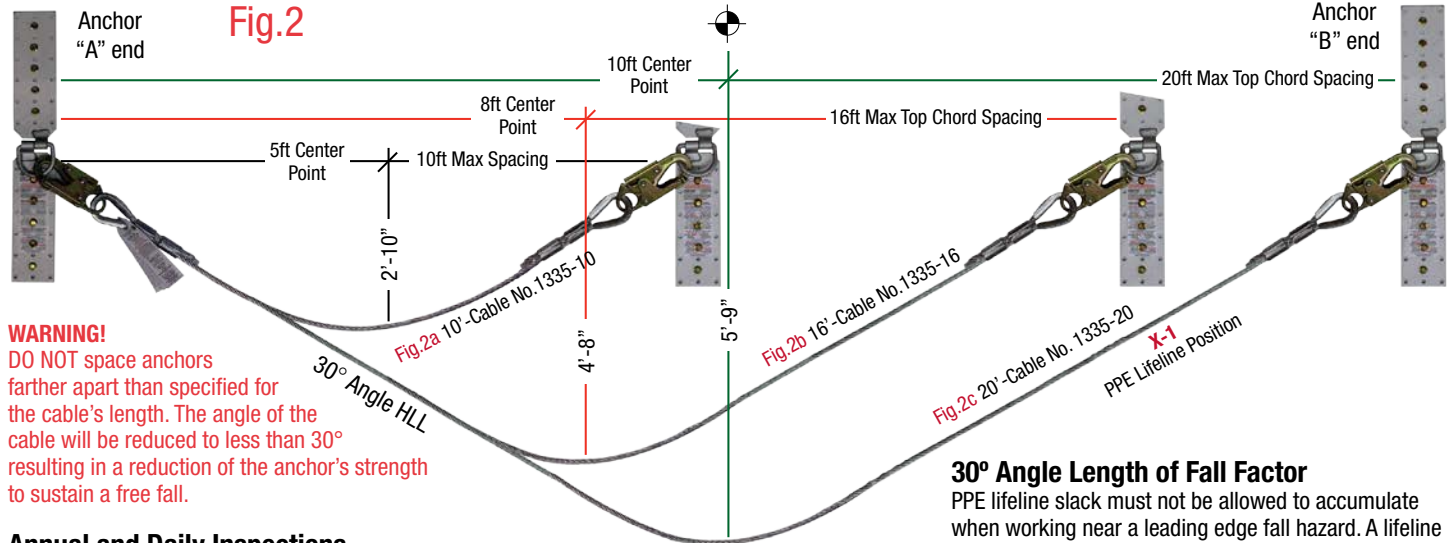 Fig.2
Anchor
“A” end
Anchor
“B” end
10ft Center
Point
20ft Max Top Chord Spacing
8ft Center
Point
16ft Max Top Chord Spacing
5ft Center
Point
10ft Max Spacing
2’-10”
4’-8”
5’-9”
Fig.2a 10’-Cable No.1335-10
Fig.2b 16’-Cable No.1335-16
Fig.2c 20’-Cable No. 1335-20
X-1
PPE Lifeline Position
30° Angle HLL
WARNING!
DO NOT space anchors
farther apart than specified for
the cable’s length. The angle of the
cable will be reduced to less than 30°
resulting in a reduction of the anchor’s strength
to sustain a free fall.
Annual and Daily Inspections
30º Angle Length of Fall Factor
PPE lifeline slack must not be allowed to accumulate
when working near a leading edge fall hazard. A lifeline